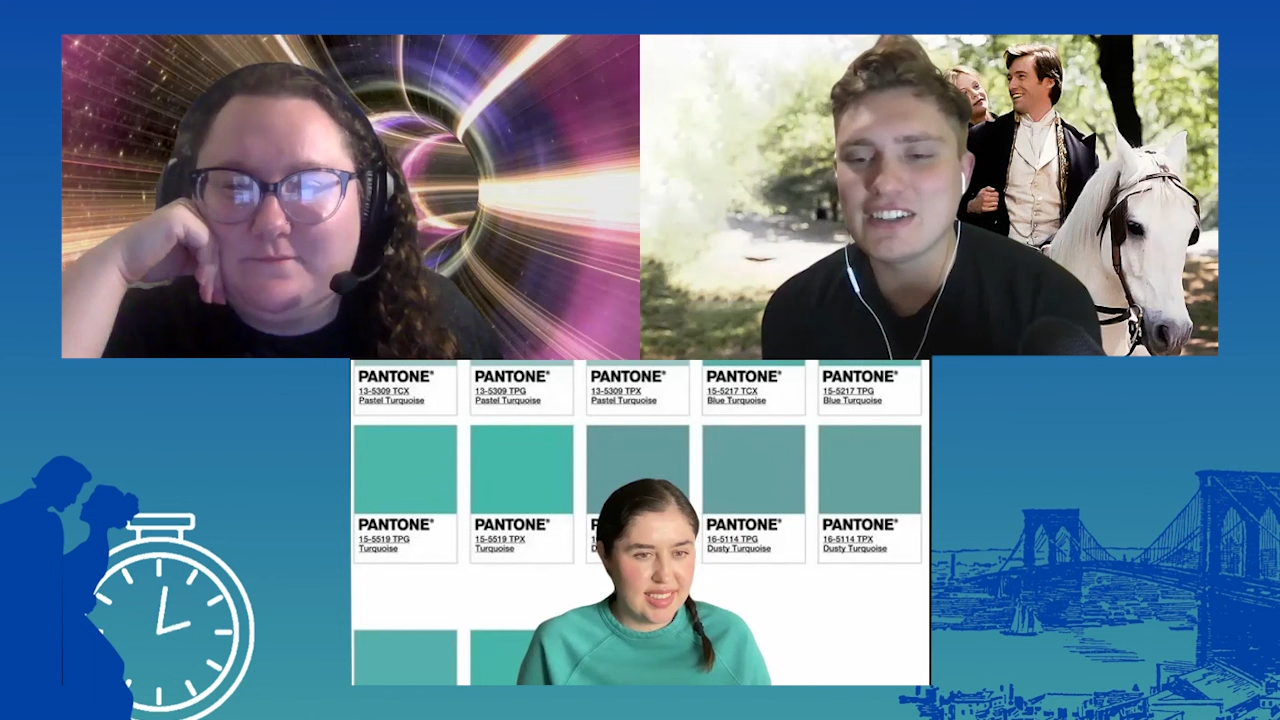 PANTONE®
13-5309 TCX
Pastel Turquoise
PANTONE®
13-5309 TPG
Pastel Turquoise
PANTONE®
13-5309 TPX
Pastel Turquoise
PANTONE®
15-5217 TCX
Blue Turquoise
PANTONE®
15-5217 TPG
Blue Turquoise
PANTONE®
15-5519 TPG
Turquoise
PANTONE®
15-5519 TPX
Turquoise
P
1
D
PANTONE®
16-5114 TPG
Dusty Turquoise
PANTONE®
16-5114 TPX
Dusty Turquoise